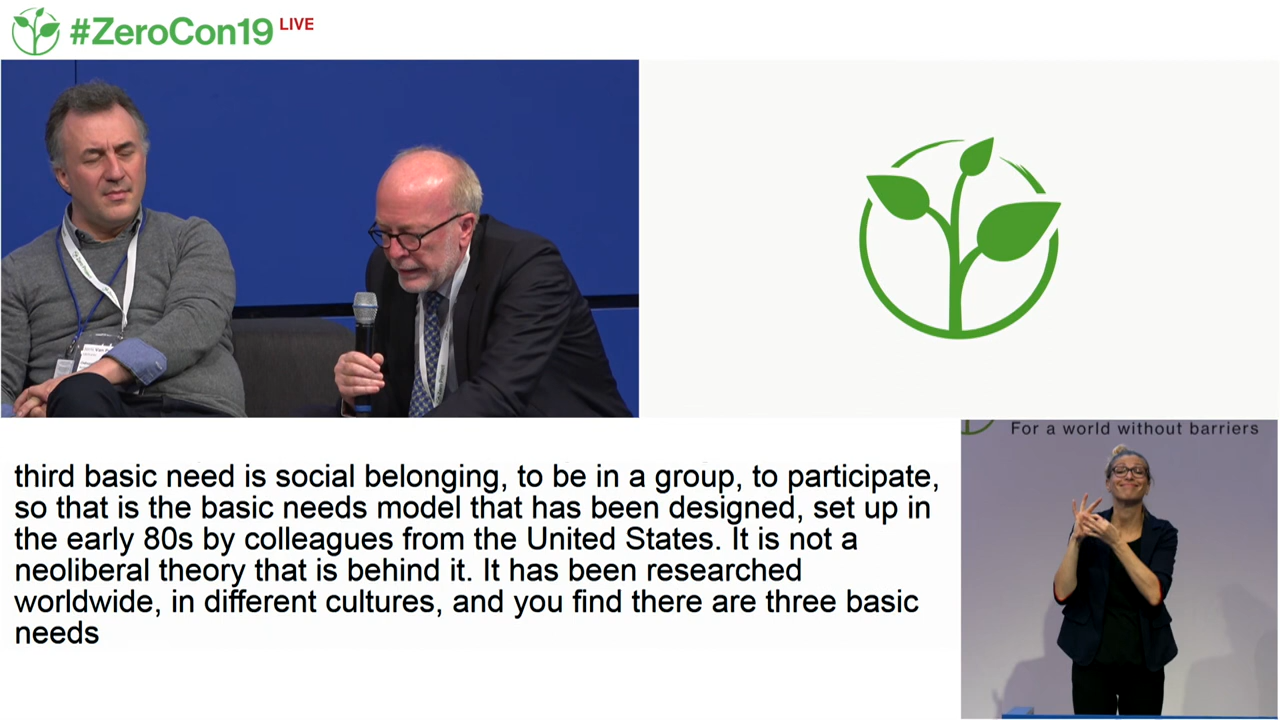 #ZeroCon19 LIVE
third basic need is social belonging, to be in a group, to participate,
so that is the basic needs model that has been designed, set up in
the early 80s by colleagues from the United States. It is not a
neoliberal theory that is behind it. It has been researched
worldwide, in different cultures, and you find there are three basic
needs
For a world without barriers